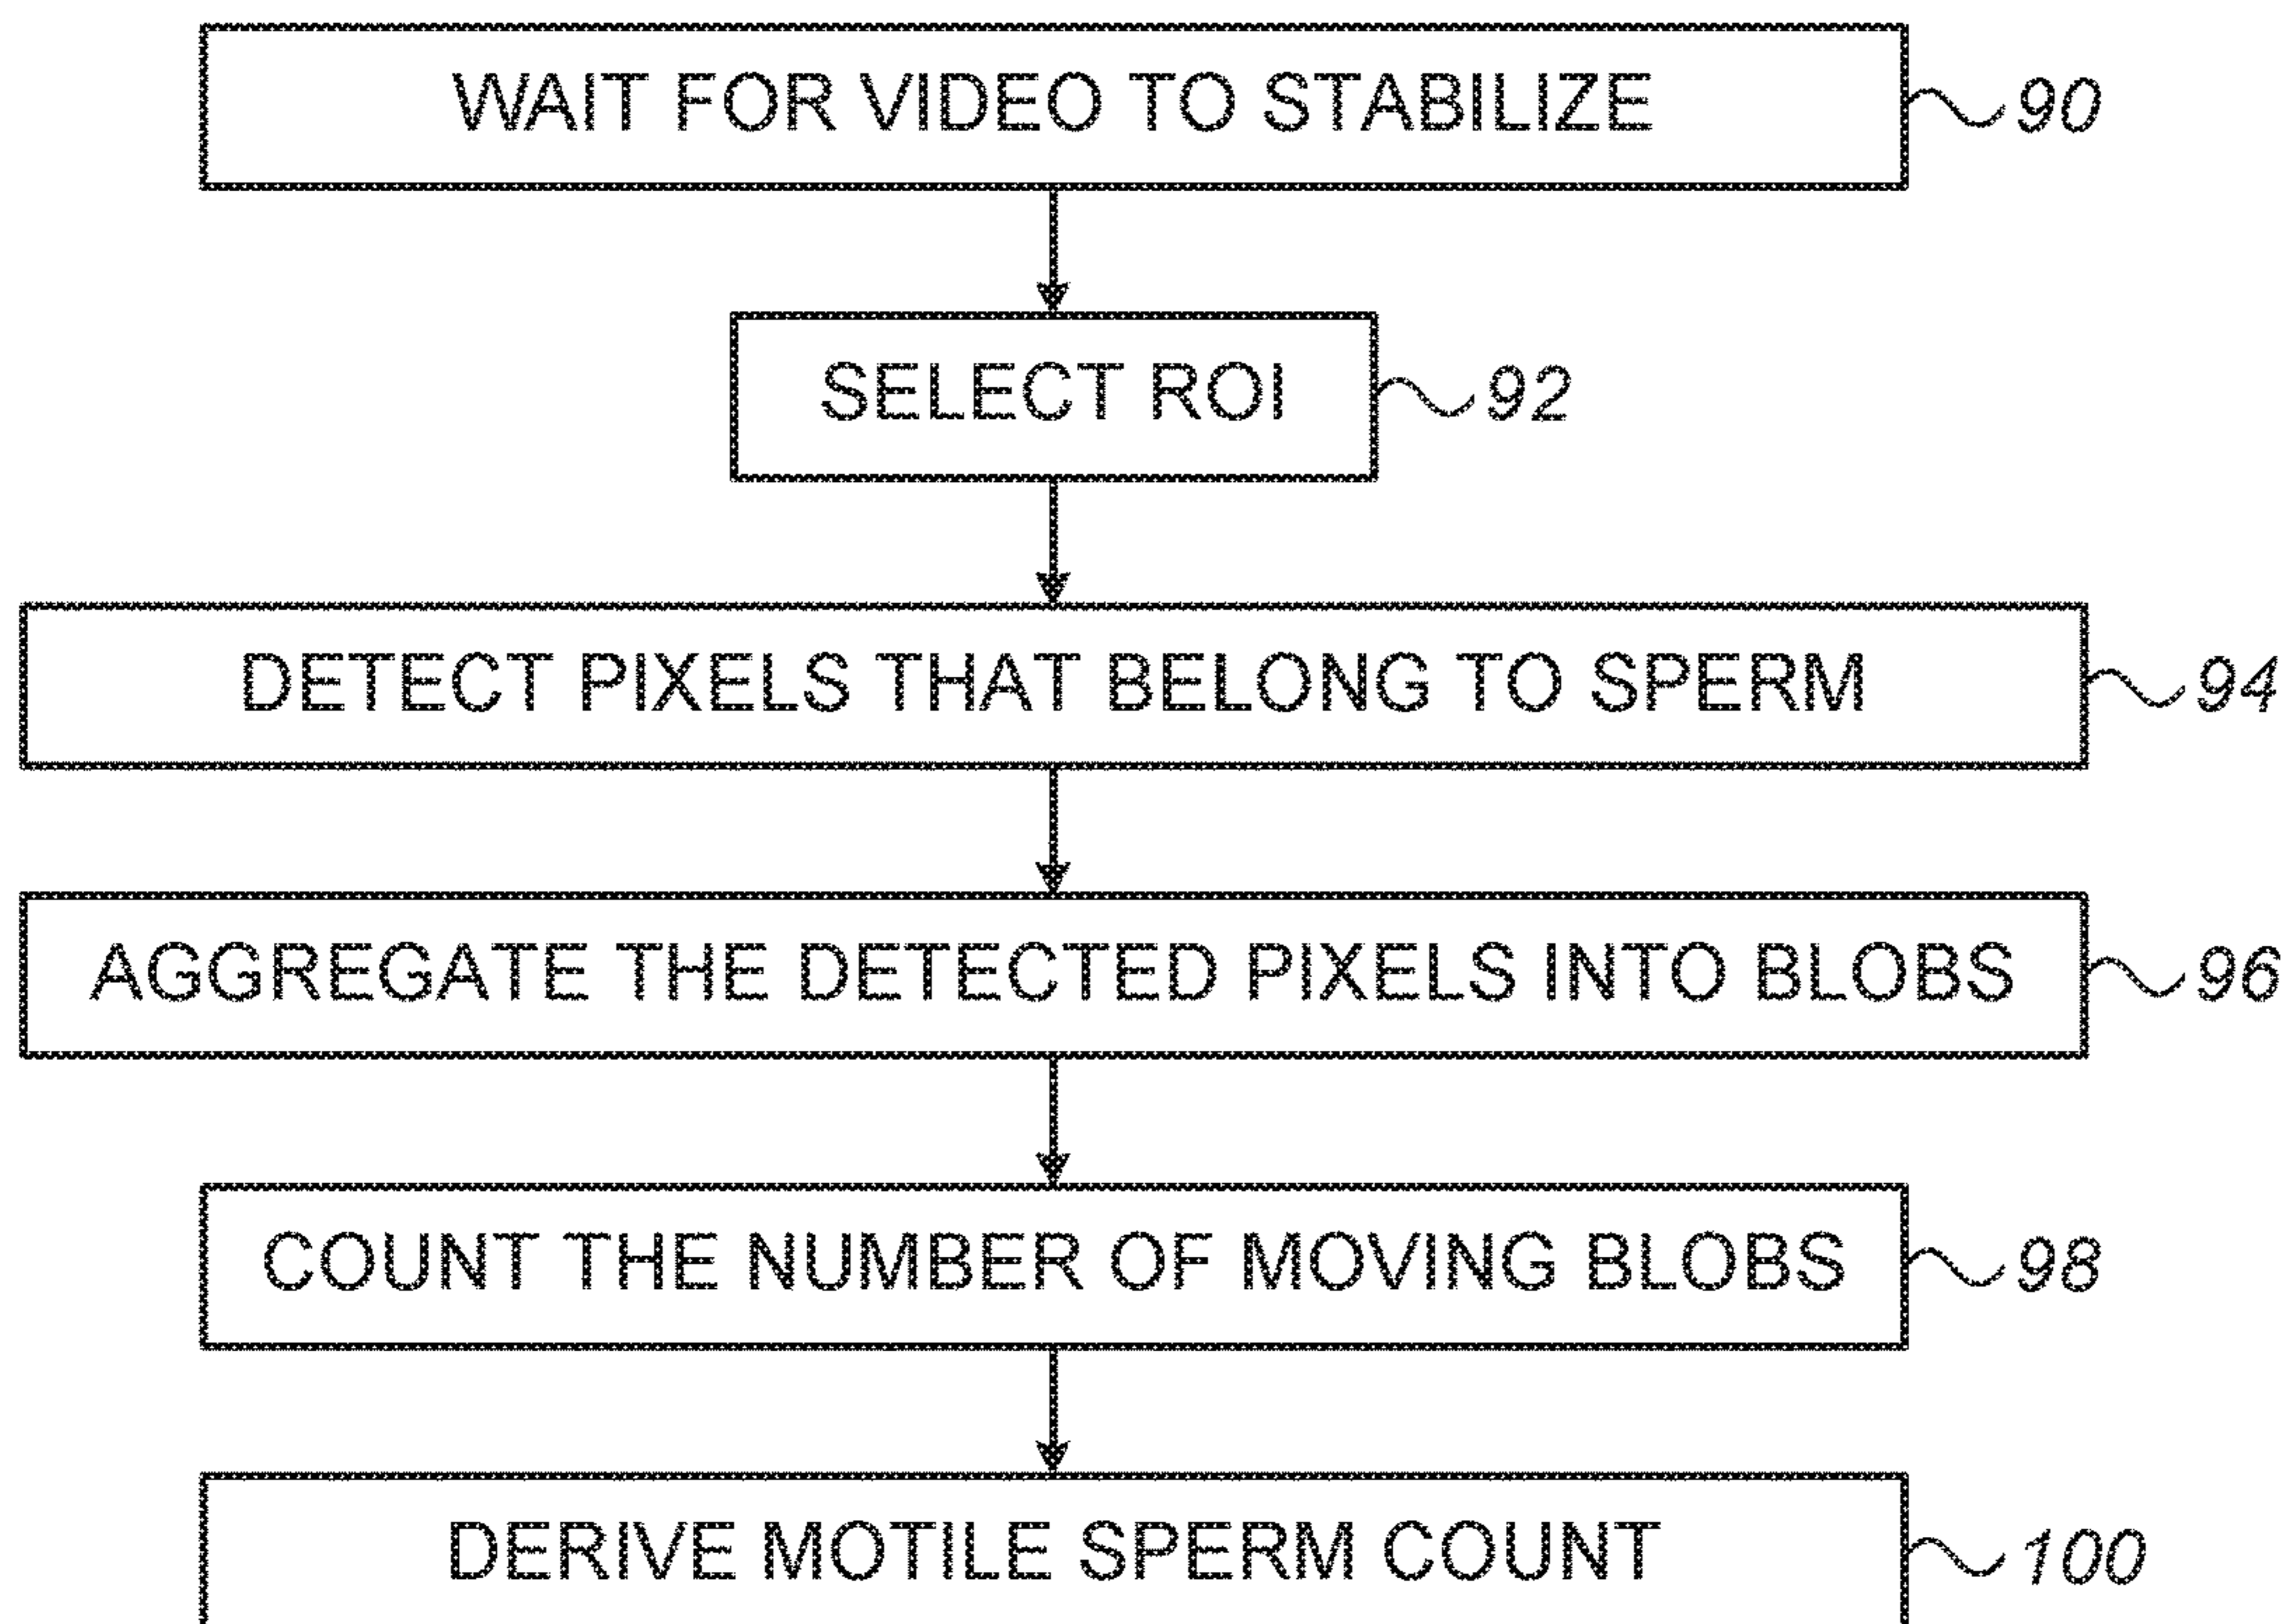 WAIT FOR VIDEO TO STABILIZE 90
SELECT ROI 92
DETECT PIXELS THAT BELONG TO SPERM 94
AGGREGATE THE DETECTED PIXELS INTO BLOBS 96
COUNT THE NUMBER OF MOVING BLOBS 98
DERIVE MOTILE SPERM COUNT 100